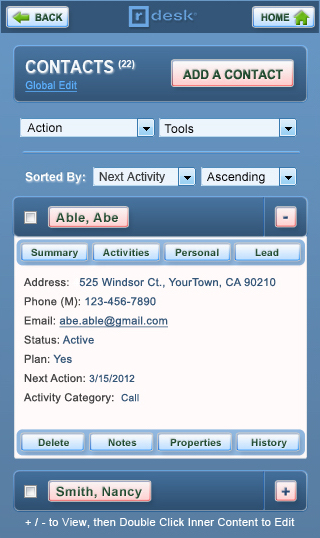 BACK r desk® HOME
CONTACTS (22)
Global Edit
ADD A CONTACT
Action Tools
Sorted By: Next Activity Ascending
Able, Abe -
Summary Activities Personal Lead
Address: 525 Windsor Ct., YourTown, CA 90210
Phone (M): 123-456-7890
Email: abe.able@gmail.com
Status: Active
Plan: Yes
Next Action: 3/15/2012
Activity Category: Call
Delete Notes Properties History
Smith, Nancy +
+ / - to View, then Double Click Inner Content to Edit